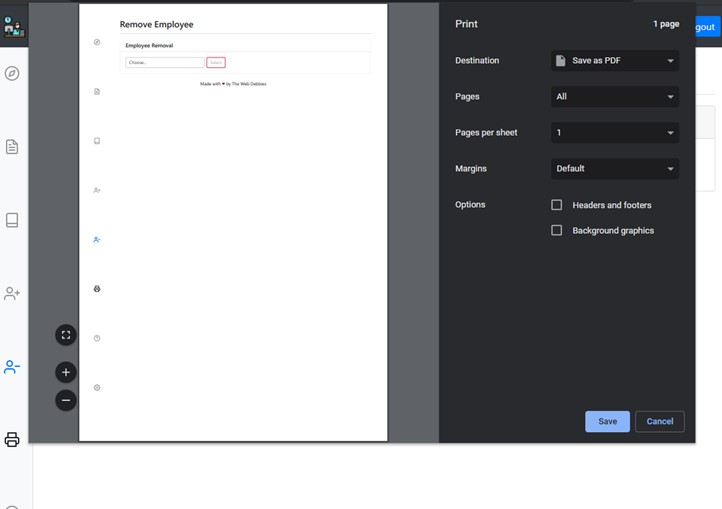 Remove Employee
Employee Removal
Choose...
Select
Made with ♥ by The Web Gabbies
Print
1 page
gout
Destination
Save as PDF
Pages
All
Pages per sheet
1
Margins
Default
Options
Headers and footers
Background graphics
Save
Cancel